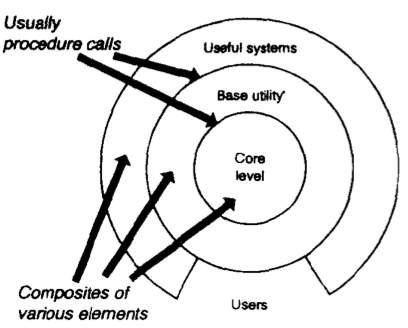 Usually
procedure calls
Useful systems
Base utility
Core
level
Composites of
various elements
Users